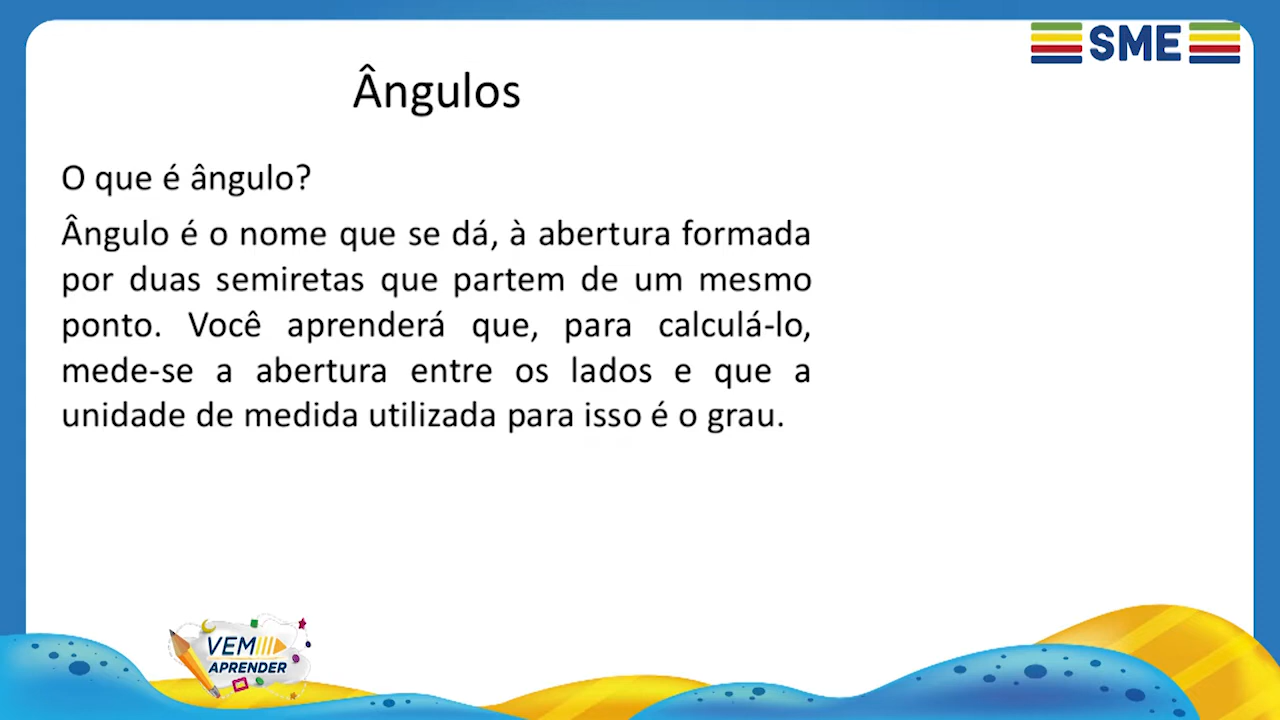 SME
Ângulos
O que é ângulo?
Ângulo é o nome que se dá, à abertura formada
por duas semiretas que partem de um mesmo
ponto. Você aprenderá que, para calculá-lo,
mede-se a abertura entre os lados e que a
unidade de medida utilizada para isso é o grau.
VEM
APRENDER